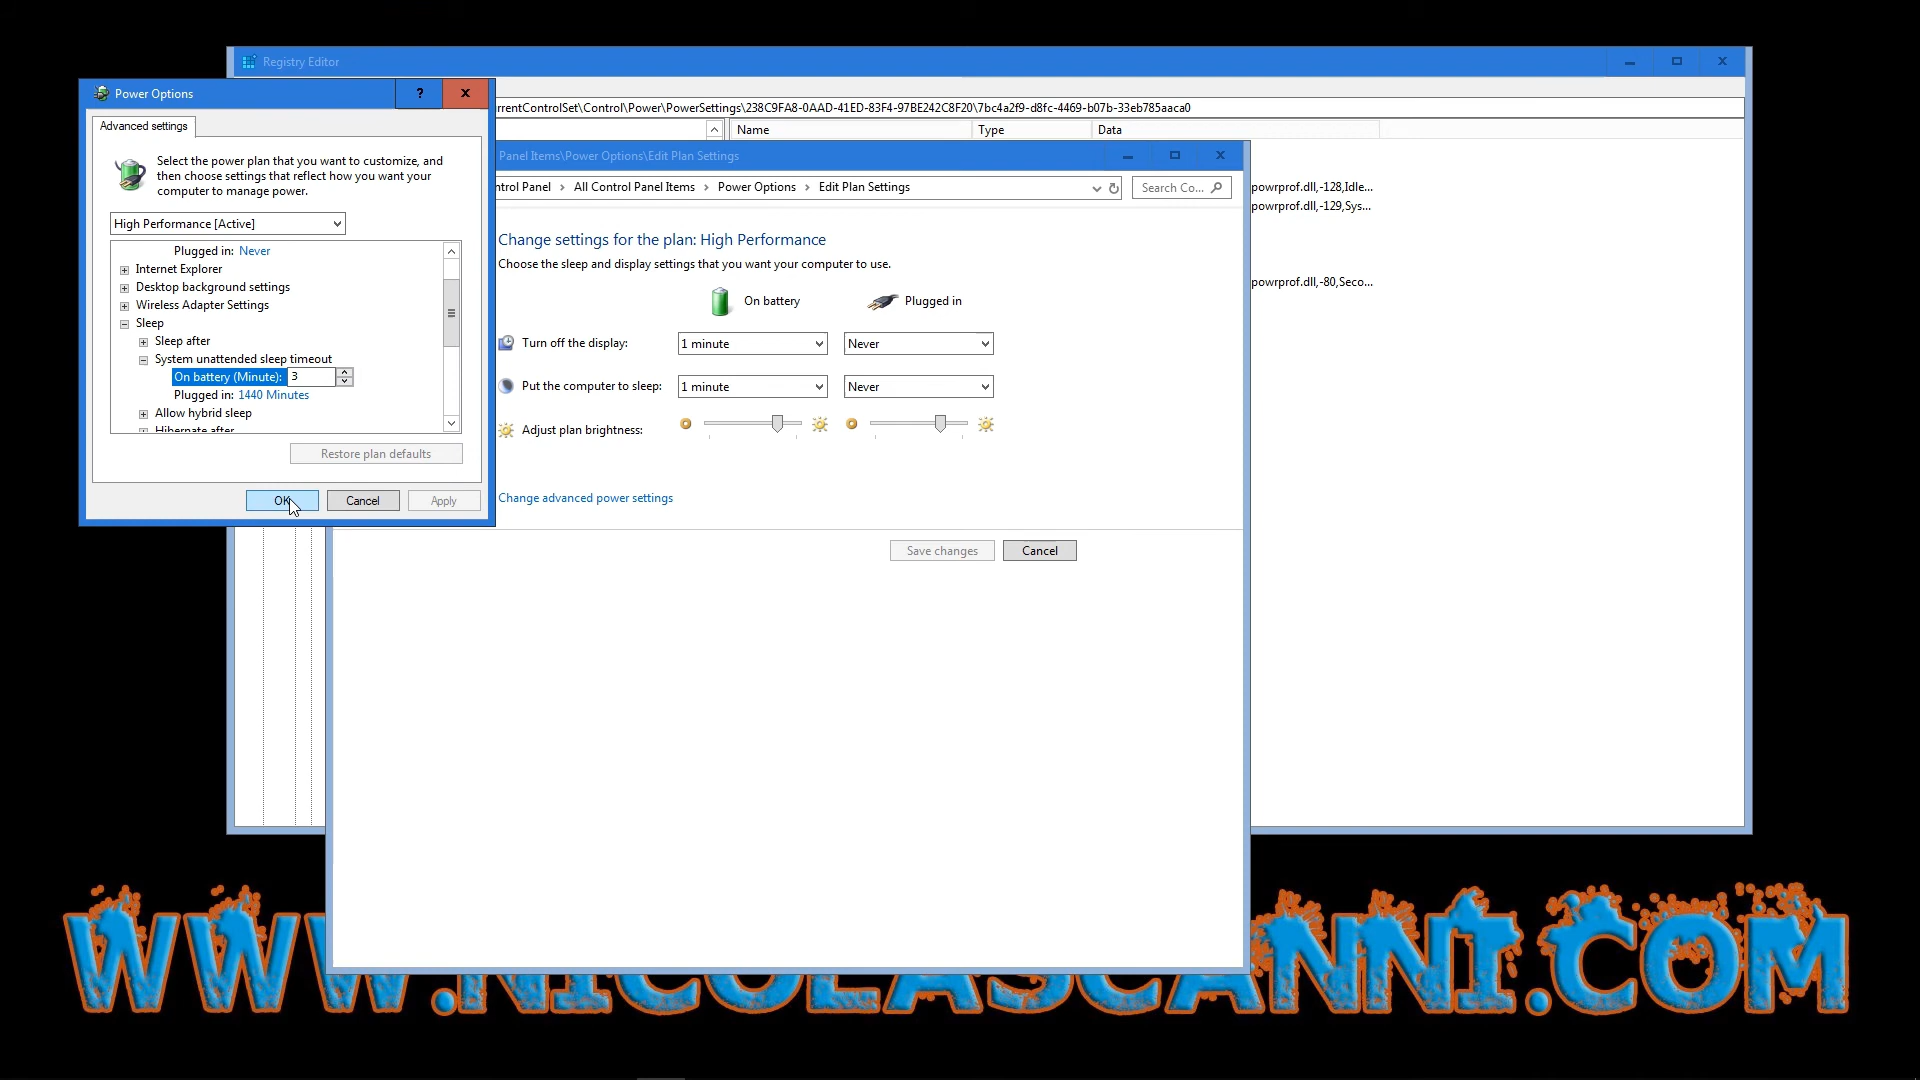 Registry Editor
Power Options
?
rrentControlSet\Control\Power\PowerSettings\238C9FA8-0AAD-41ED-83F4-97BE242C8F20\7bc4a2f9-d8fc-4469-b07b-33eb785aaca0
Name Type Data
Advanced settings
Select the power plan that you want to customize, and
then choose settings that reflect how you want your
computer to manage power.
High Performance [Active]
Plugged in: Never
Internet Explorer
Desktop background settings
Wireless Adapter Settings
Sleep
Sleep after
System unattended sleep timeout
On battery (Minute): 3
Plugged in: 1440 Minutes
Allow hybrid sleep
Hibernate after
Restore plan defaults
OK Cancel Apply
Panel Items\Power Options\Edit Plan Settings
ntrol Panel > All Control Panel Items > Power Options > Edit Plan Settings
Search Co...
Change settings for the plan: High Performance
Choose the sleep and display settings that you want your computer to use.
On battery Plugged in
Turn off the display: 1 minute Never
Put the computer to sleep: 1 minute Never
Adjust plan brightness:
Change advanced power settings
Save changes Cancel
powrprof.dll,-128,Idle...
powrprof.dll,-129,Sys...
powrprof.dll,-80,Seco...
WWW.NICOLASCANNI.COM